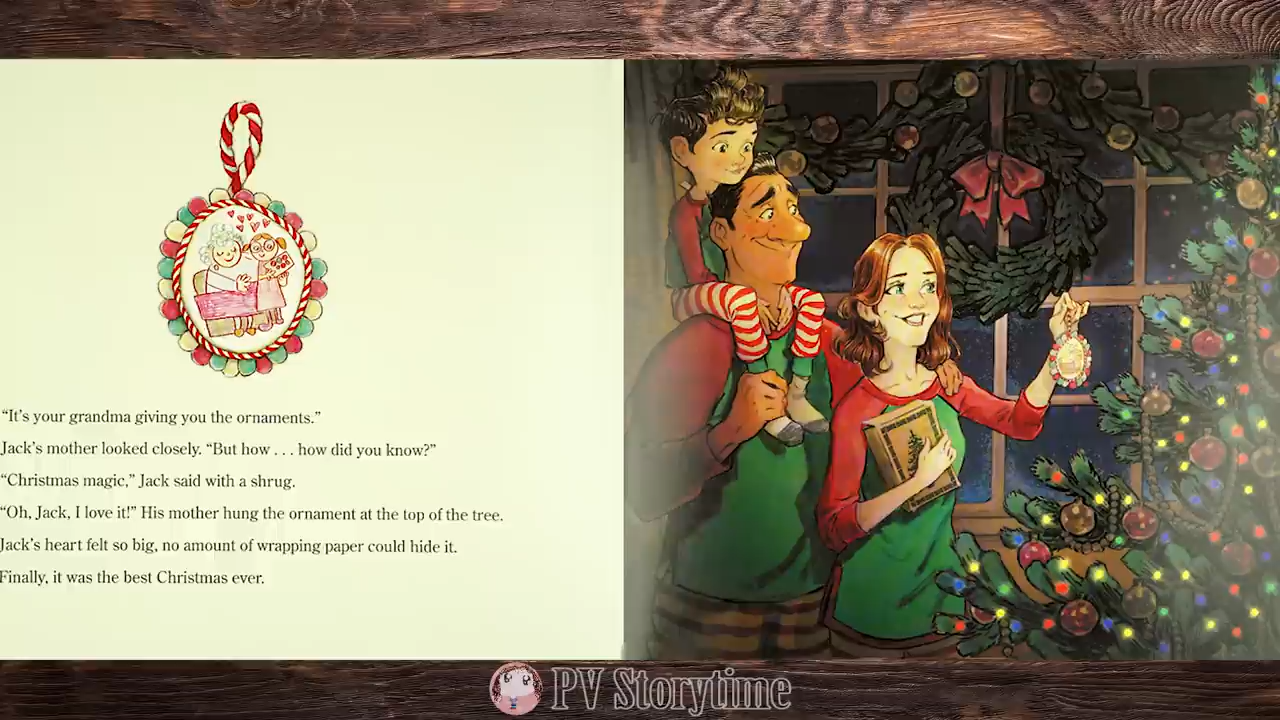 “It’s your grandma giving you the ornaments.”
Jack’s mother looked closely. “But how . . . how did you know?”
“Christmas magic,” Jack said with a shrug.
“Oh, Jack, I love it!” His mother hung the ornament at the top of the tree.
Jack’s heart felt so big, no amount of wrapping paper could hide it.
Finally, it was the best Christmas ever.
PV Storytime